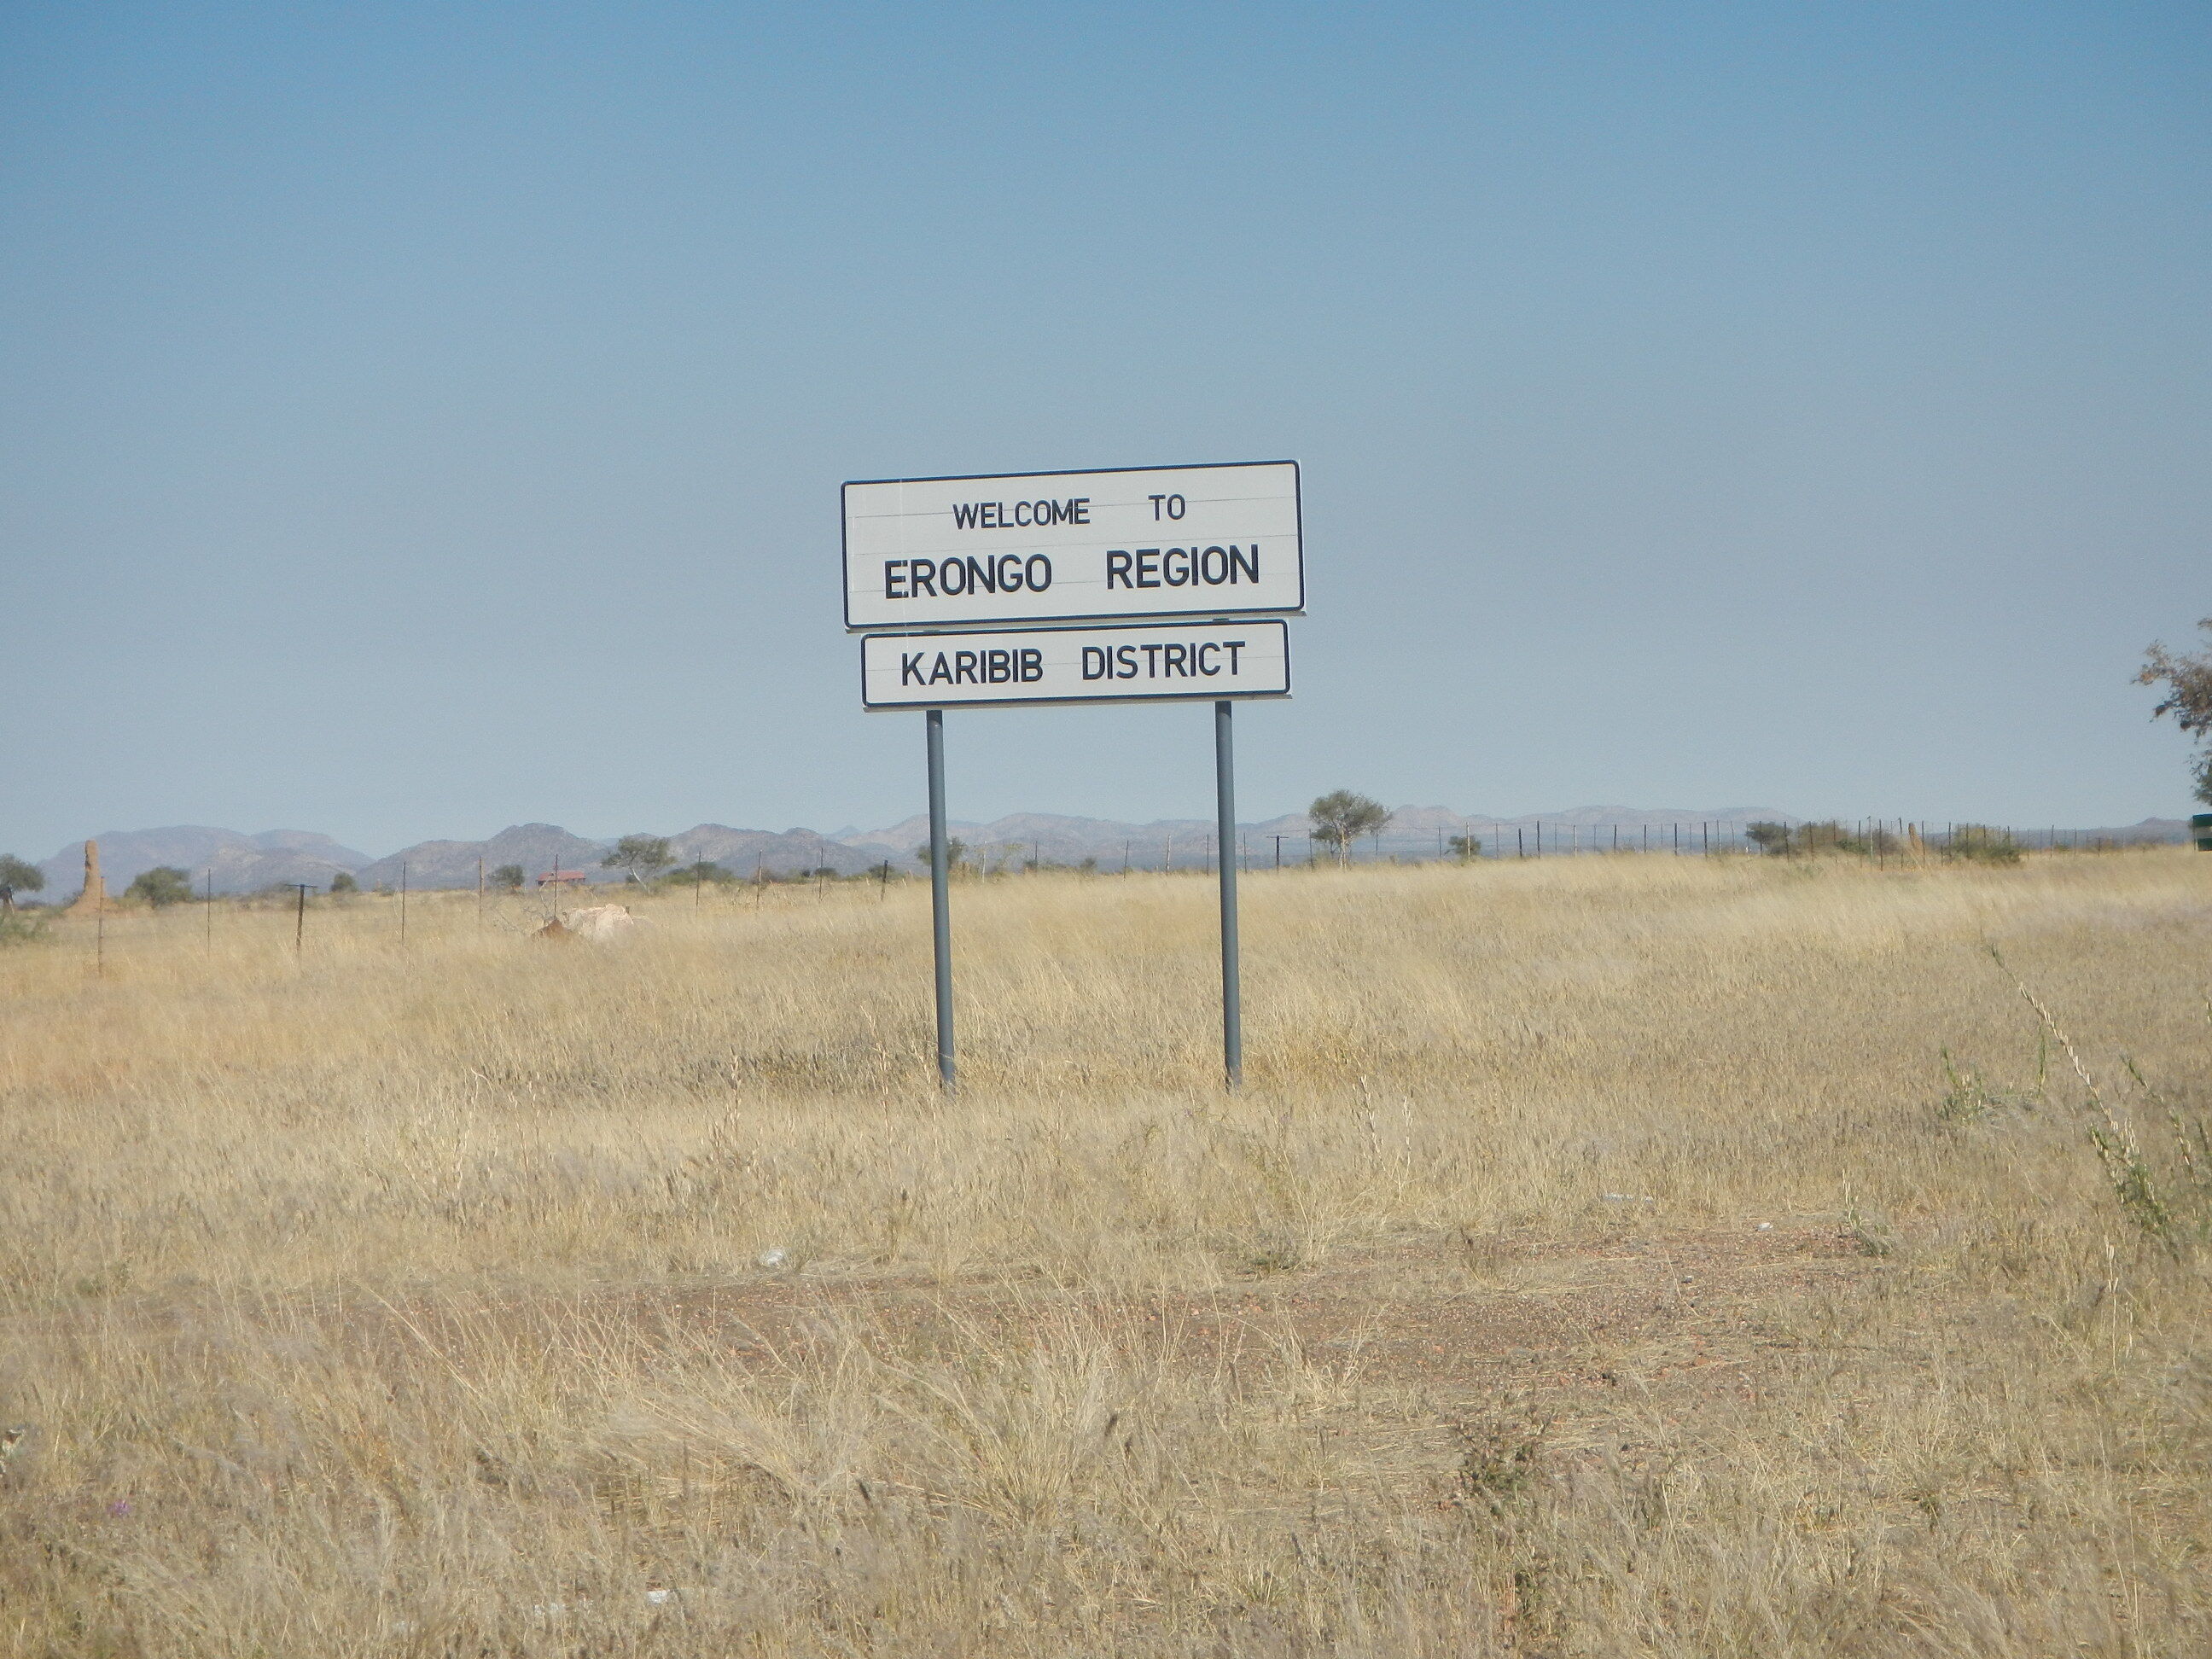 WELCOME TO
ERONGO REGION
KARIBIB DISTRICT